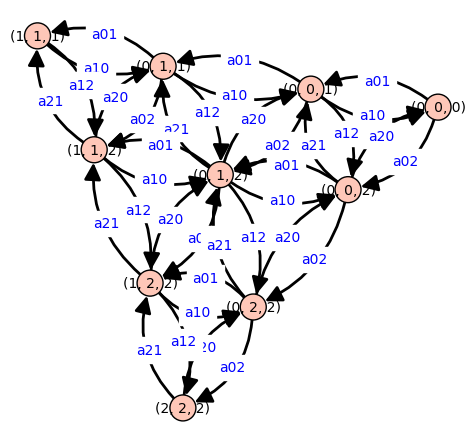 (1, 1, 1)
a01
(0, 1, 1)
a01
(0, 0, 1)
a01
(0, 0, 0)
a10
a12
a20
a21
a10
a12
a20
a10
a12
a20
a02
a02
a21
a01
a02
a21
a01
(1, 1, 2)
(0, 1, 2)
(0, 0, 2)
a10
a10
a12
a20
a21
a21
a12
a20
a02
(1, 2, 2)
a01
(0, 2, 2)
a10
a12
a21
a02
(2, 2, 2)